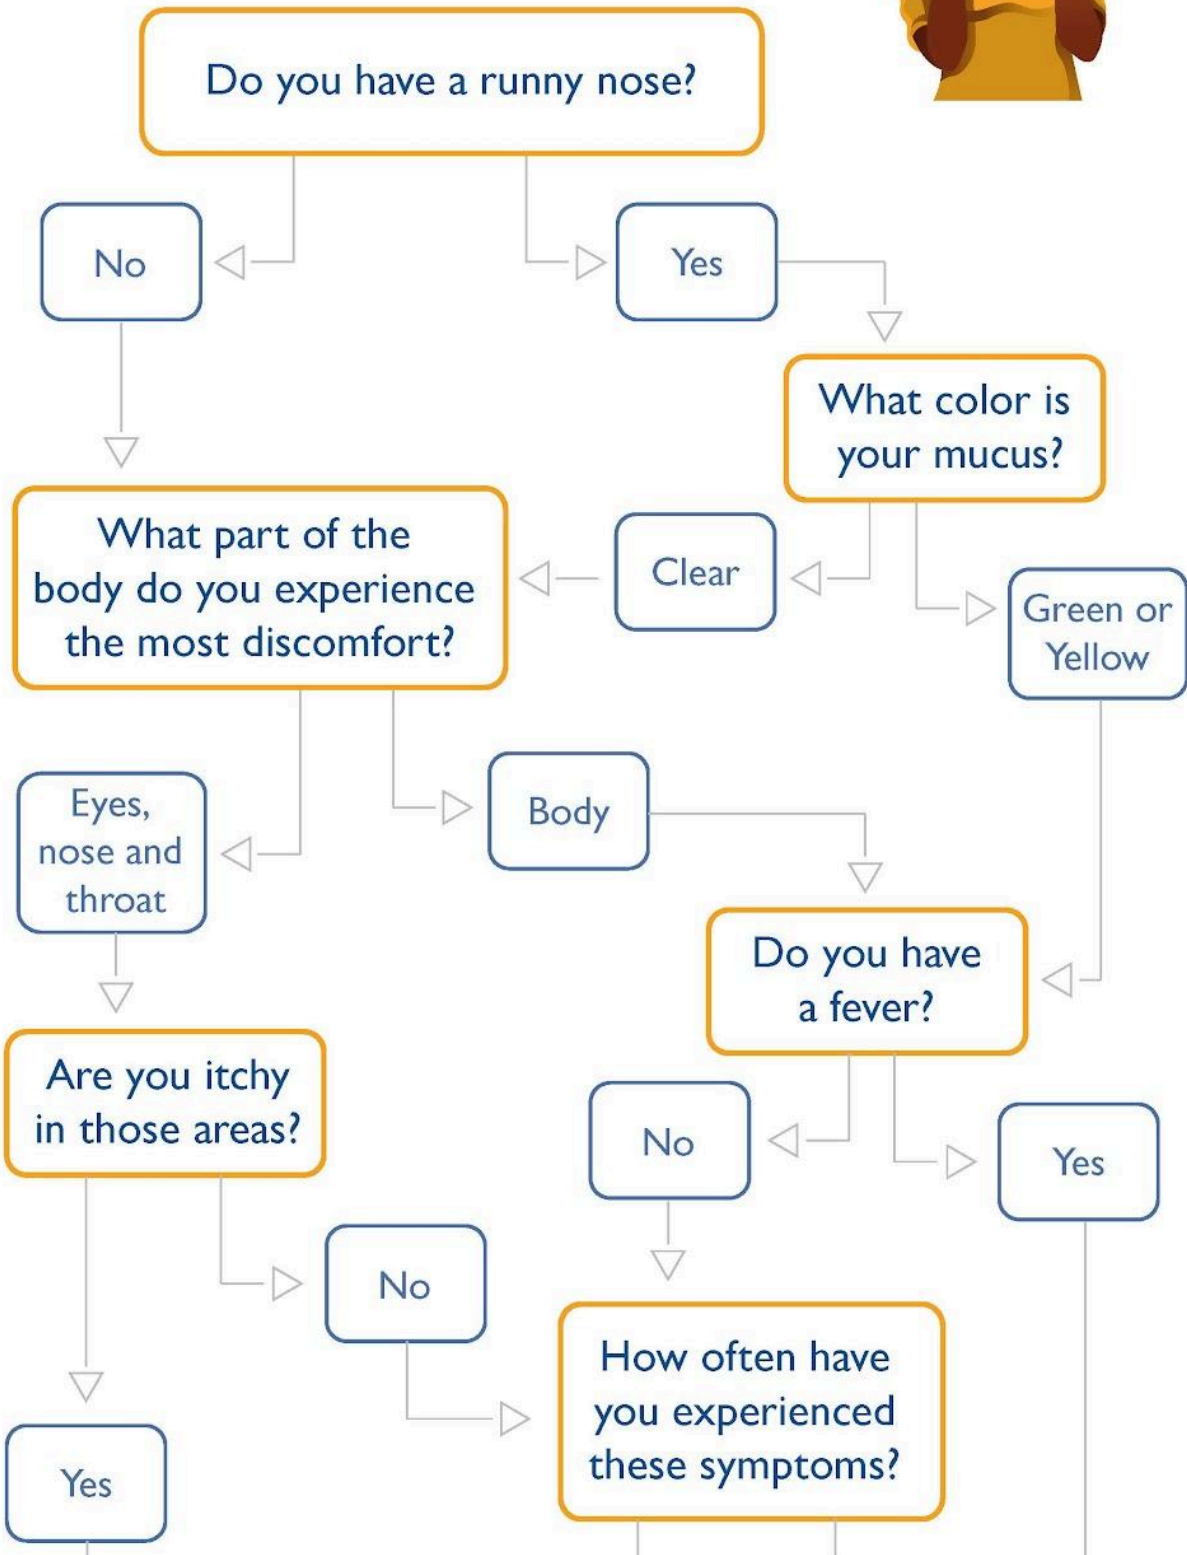 Do you have a runny nose?
No
Yes
What color is
your mucus?
What part of the
body do you experience
the most discomfort?
Clear
Green or
Yellow
Eyes,
nose and
throat
Body
Do you have
a fever?
Are you itchy
in those areas?
No
Yes
No
How often have
you experienced
these symptoms?
Yes